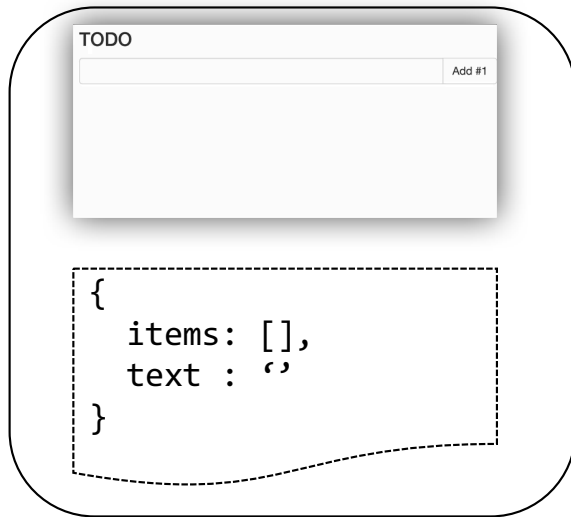 TODO
Add #1
{
items: [],
text : ‘’
}